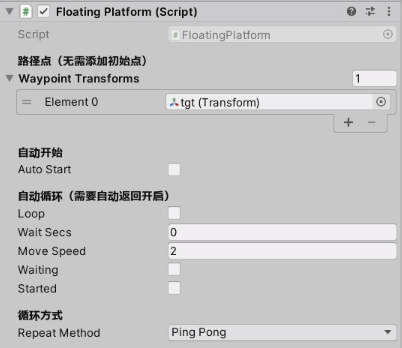 Floating Platform (Script)
Script
FloatingPlatform
路径点（无需添加初始点）
Waypoint Transforms
1
Element 0
tgt (Transform)
自动开始
Auto Start
自动循环（需要自动返回开启）
Loop
Wait Secs
0
Move Speed
2
Waiting
Started
循环方式
Repeat Method
Ping Pong